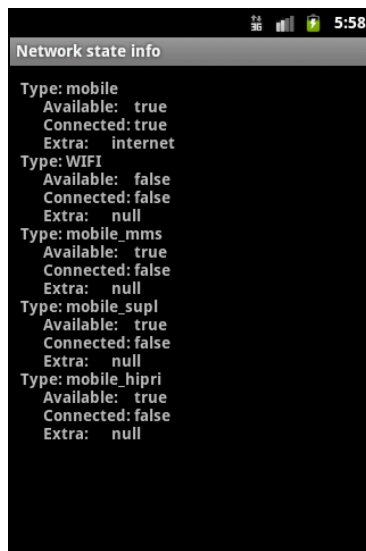 3G 5:58
Network state info
Type: mobile
Available: true
Connected: true
Extra: internet
Type: WIFI
Available: false
Connected: false
Extra: null
Type: mobile_mms
Available: true
Connected: false
Extra: null
Type: mobile_supl
Available: true
Connected: false
Extra: null
Type: mobile_hipri
Available: true
Connected: false
Extra: null